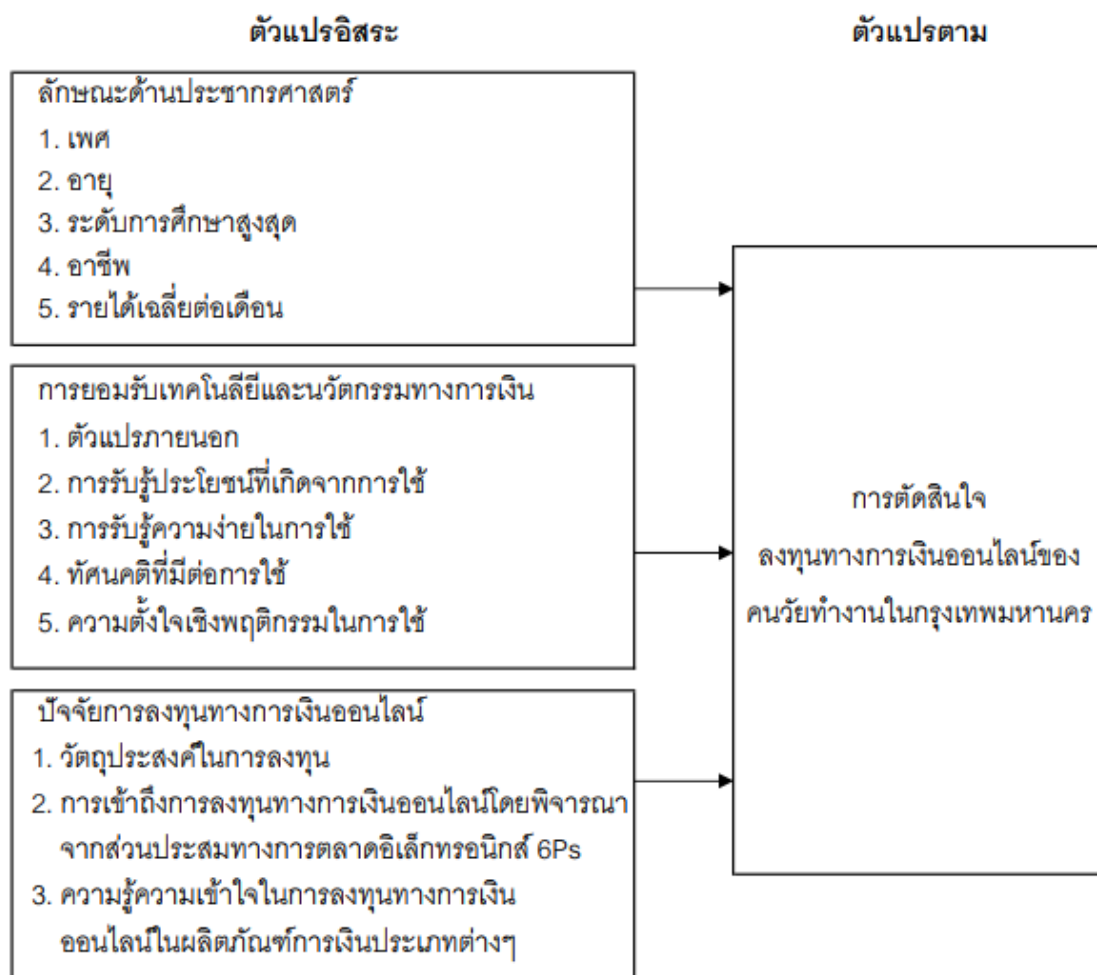 ตัวแปรอิสระ
ตัวแปรตาม
ลักษณะด้านประชากรศาสตร์
1. เพศ
2. อายุ
3. ระดับการศึกษาสูงสุด
4. อาชีพ
5. รายได้เฉลี่ยต่อเดือน
การยอมรับเทคโนลียีและนวัตกรรมทางการเงิน
1. ตัวแปรภายนอก
2. การรับรู้ประโยชน์ที่เกิดจากการใช้
3. การรับรู้ความง่ายในการใช้
4. ทัศนคติที่มีต่อการใช้
5. ความตั้งใจเชิงพฤติกรรมในการใช้
ปัจจัยการลงทุนทางการเงินออนไลน์
1. วัตถุประสงค์ในการลงทุน
2. การเข้าถึงการลงทุนทางการเงินออนไลน์โดยพิจารณา
จากส่วนประสมทางการตลาดอิเล็กทรอนิกส์ 6Ps
3. ความรู้ความเข้าใจในการลงทุนทางการเงิน
ออนไลน์ในผลิตภัณฑ์การเงินประเภทต่างๆ
การตัดสินใจ
ลงทุนทางการเงินออนไลน์ของ
คนวัยทำงานในกรุงเทพมหานคร